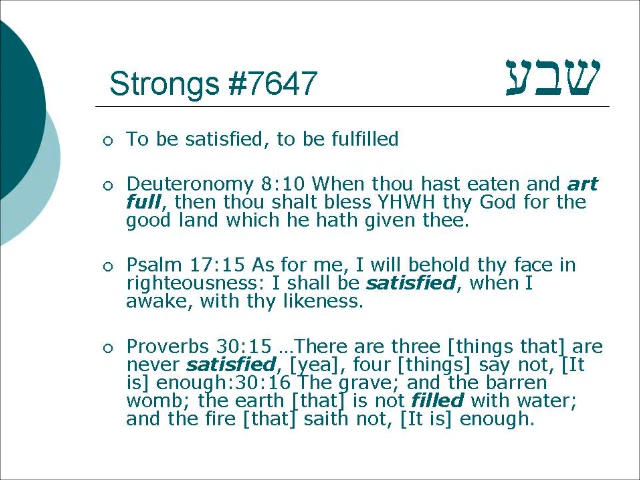 Strongs #7647 שבע
To be satisfied, to be fulfilled
Deuteronomy 8:10 When thou hast eaten and art
full, then thou shalt bless YHWH thy God for the
good land which he hath given thee.
Psalm 17:15 As for me, I will behold thy face in
righteousness: I shall be satisfied, when I
awake, with thy likeness.
Proverbs 30:15 …There are three [things that] are
never satisfied, [yea], four [things] say not, [It
is] enough:30:16 The grave; and the barren
womb; the earth [that] is not filled with water;
and the fire [that] saith not, [It is] enough.